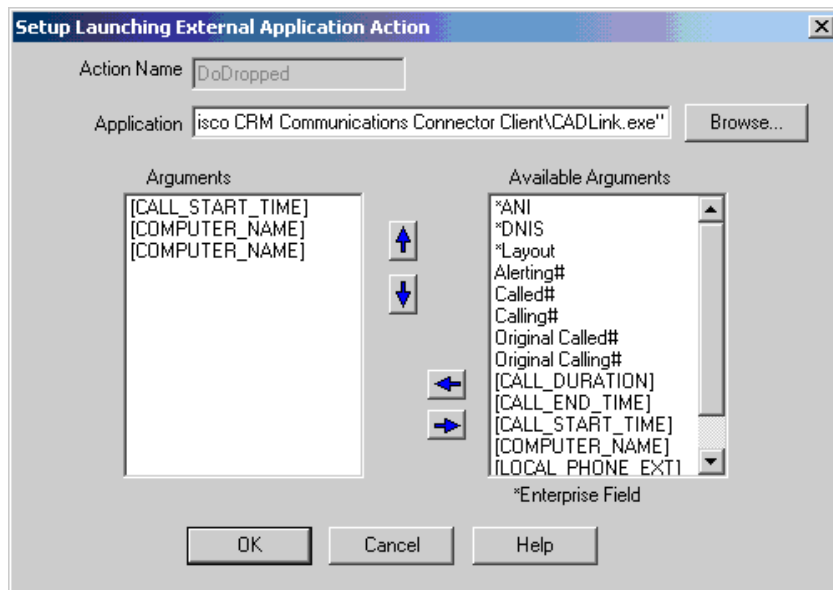 Setup Launching External Application Action
Action Name DoDropped
Application isco CRM Communications Connector Client\CADLink.exe" Browse...
Arguments
[CALL_START_TIME]
[COMPUTER_NAME]
[COMPUTER_NAME]
Available Arguments
*ANI
*DNIS
*Layout
Alerting#
Called#
Calling#
Original Called#
Original Calling#
[CALL_DURATION]
[CALL_END_TIME]
[CALL_START_TIME]
[COMPUTER_NAME]
[LOCAL_PHONE_EXT]
*Enterprise Field
OK Cancel Help